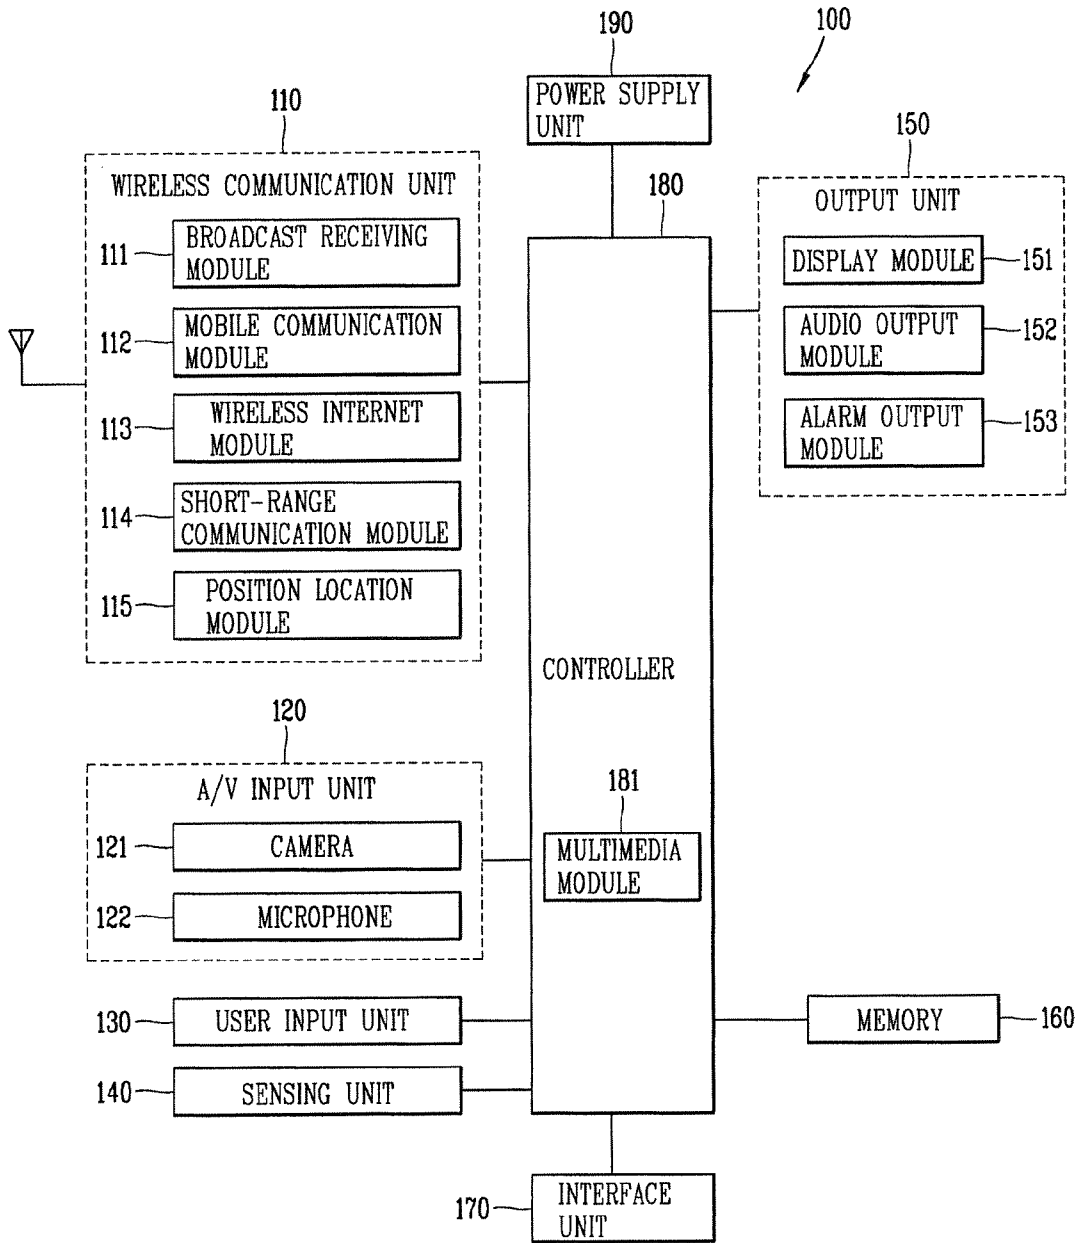 190
100
POWER SUPPLY
UNIT
110
150
WIRELESS COMMUNICATION UNIT
180
OUTPUT UNIT
111
BROADCAST RECEIVING
MODULE
DISPLAY MODULE
151
112
MOBILE COMMUNICATION
MODULE
AUDIO OUTPUT
MODULE
152
113
WIRELESS INTERNET
MODULE
ALARM OUTPUT
MODULE
153
114
SHORT-RANGE
COMMUNICATION MODULE
115
POSITION LOCATION
MODULE
CONTROLLER
120
A/V INPUT UNIT
181
121
CAMERA
MULTIMEDIA
MODULE
122
MICROPHONE
130
USER INPUT UNIT
MEMORY
160
140
SENSING UNIT
170
INTERFACE
UNIT